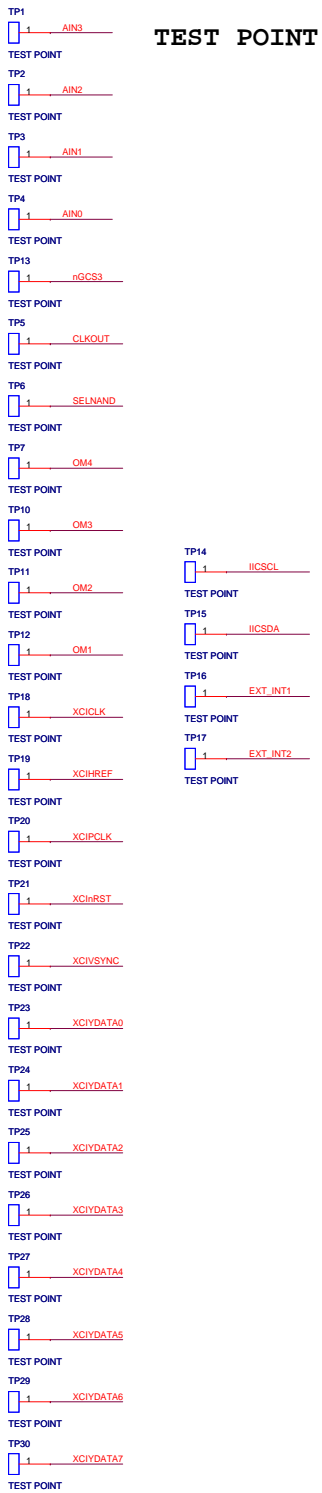 TEST POINT
TP1
1 AIN3
TEST POINT
TP2
1 AIN2
TEST POINT
TP3
1 AIN1
TEST POINT
TP4
1 AIN0
TEST POINT
TP13
1 nGCS3
TEST POINT
TP5
1 CLKOUT
TEST POINT
TP6
1 SELNAND
TEST POINT
TP7
1 OM4
TEST POINT
TP10
1 OM3
TEST POINT
TP11
1 OM2
TEST POINT
TP12
1 OM1
TEST POINT
TP18
1 XCICLK
TEST POINT
TP19
1 XCIHREF
TEST POINT
TP20
1 XCIPCLK
TEST POINT
TP21
1 XCInRST
TEST POINT
TP22
1 XCIVSYNC
TEST POINT
TP23
1 XCIYDATA0
TEST POINT
TP24
1 XCIYDATA1
TEST POINT
TP25
1 XCIYDATA2
TEST POINT
TP26
1 XCIYDATA3
TEST POINT
TP27
1 XCIYDATA4
TEST POINT
TP28
1 XCIYDATA5
TEST POINT
TP29
1 XCIYDATA6
TEST POINT
TP30
1 XCIYDATA7
TEST POINT
TP14
1 IICSCL
TEST POINT
TP15
1 IICSDA
TEST POINT
TP16
1 EXT_INT1
TEST POINT
TP17
1 EXT_INT2
TEST POINT